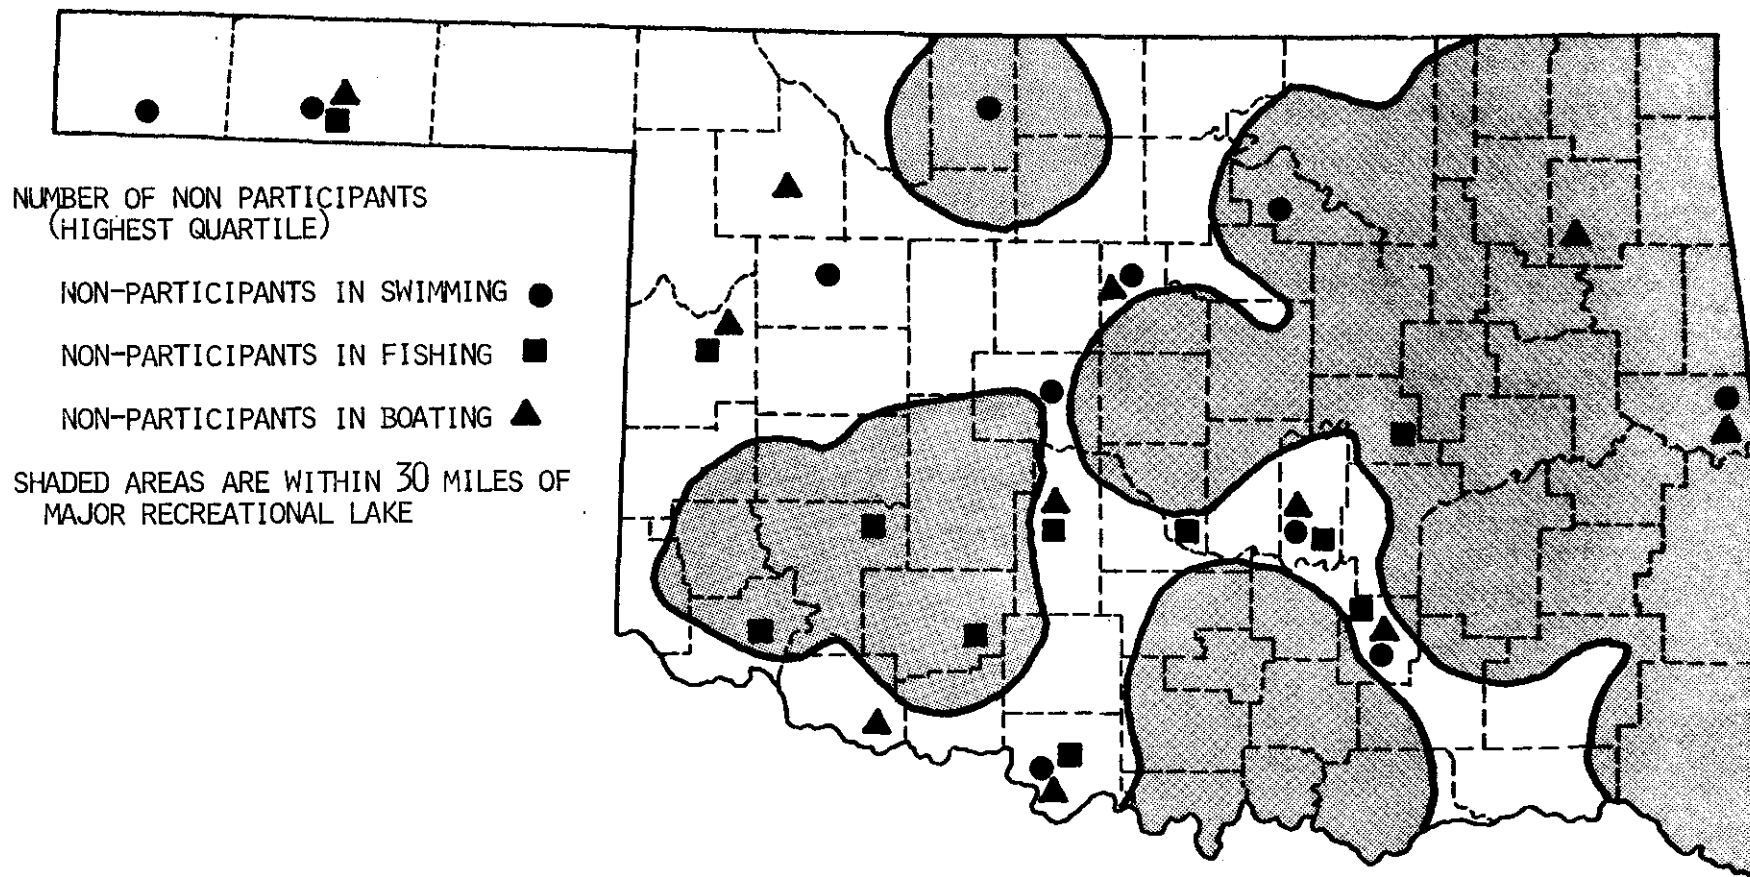 NUMBER OF NON PARTICIPANTS
(HIGHEST QUARTILE)
NON-PARTICIPANTS IN SWIMMING
NON-PARTICIPANTS IN FISHING
NON-PARTICIPANTS IN BOATING
SHADED AREAS ARE WITHIN 30 MILES OF
MAJOR RECREATIONAL LAKE